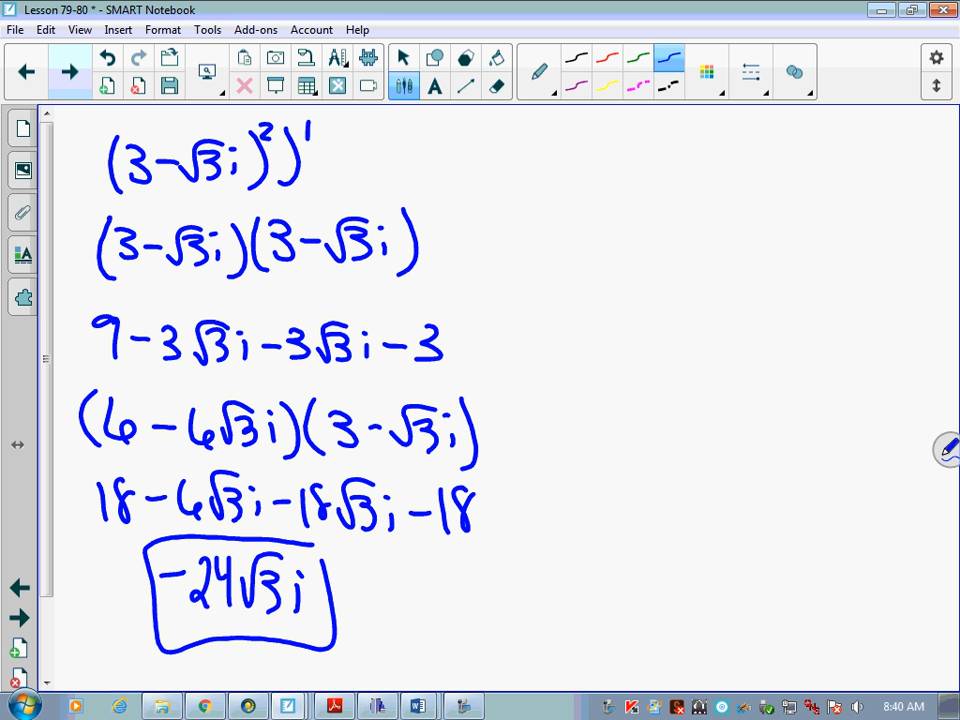 Lesson 79-80 * - SMART Notebook
File Edit View Insert Format Tools Add-ons Account Help
(3-√3i)²)¹
(3-√3i)(3-√3i)
9-3√3i-3√3i-3
(6-6√3i)(3-√3i)
18-6√3i-18√3i-18
-24√3i
8:40 AM